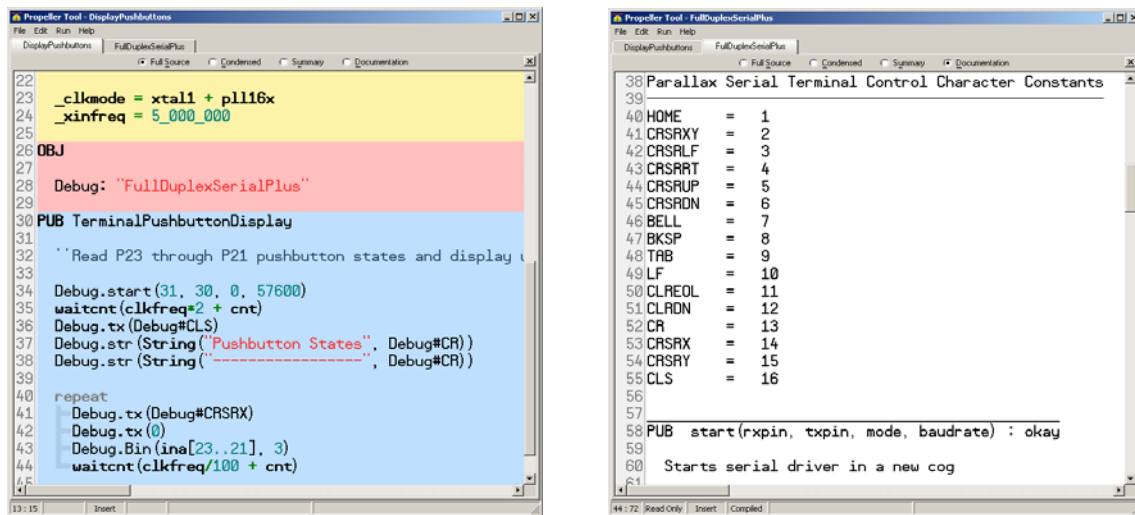 Propeller Tool - DisplayPushbuttons
File Edit Run Help
DisplayPushbuttons FullDuplexSerialPlus
Full Source Condensed Summary Documentation
22
23 _clkmode = xtal1 + pll16x
24 _xinfreq = 5_000_000
25
26 OBJ
27
28 Debug: "FullDuplexSerialPlus"
29
30 PUB TerminalPushbuttonDisplay
31
32 ''Read P23 through P21 pushbutton states and display
33
34 Debug.start(31, 30, 0, 57600)
35 waitcnt(clkfreq*2 + cnt)
36 Debug.tx(Debug#CLS)
37 Debug.str(String("Pushbutton States", Debug#CR))
38 Debug.str(String("-----------------", Debug#CR))
39
40 repeat
41 Debug.tx(Debug#CRSRX)
42 Debug.tx(0)
43 Debug.Bin(ina[23..21], 3)
44 waitcnt(clkfreq/100 + cnt)
45
13 : 15 Insert
Propeller Tool - FullDuplexSerialPlus
File Edit Run Help
DisplayPushbuttons FullDuplexSerialPlus
Full Source Condensed Summary Documentation
38 Parallax Serial Terminal Control Character Constants
39
40 HOME = 1
41 CRSRXY = 2
42 CRSRLF = 3
43 CRSRRT = 4
44 CRSRUP = 5
45 CRSRDN = 6
46 BELL = 7
47 BKSP = 8
48 TAB = 9
49 LF = 10
50 CLREOL = 11
51 CLRDN = 12
52 CR = 13
53 CRSRX = 14
54 CRSRY = 15
55 CLS = 16
56
57
58 PUB start(rxpin, txpin, mode, baudrate) : okay
59
60 Starts serial driver in a new cog
61
44 : 72 Read Only Insert Compiled